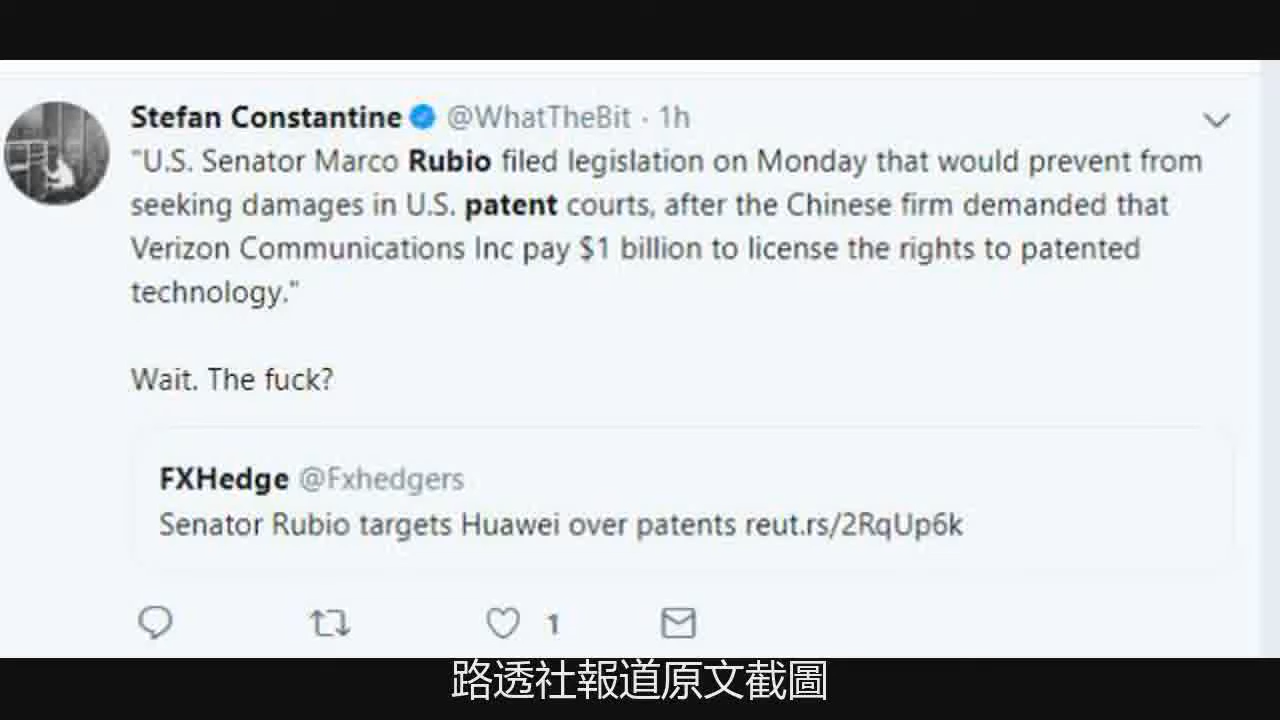 Stefan Constantine @WhatTheBit · 1h
"U.S. Senator Marco Rubio filed legislation on Monday that would prevent from
seeking damages in U.S. patent courts, after the Chinese firm demanded that
Verizon Communications Inc pay $1 billion to license the rights to patented
technology."
Wait. The fuck?
FXHedge @Fxhedgers
Senator Rubio targets Huawei over patents reut.rs/2RqUp6k
1
路透社報道原文截圖